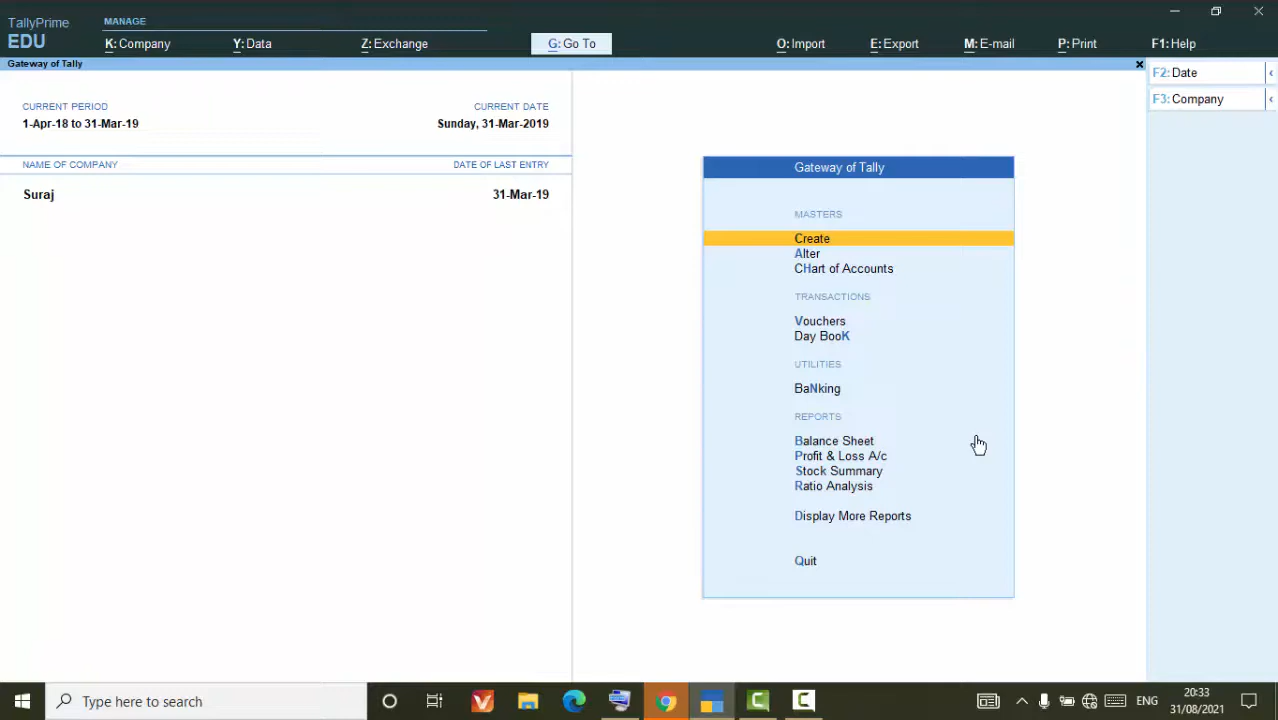 TallyPrime
EDU
MANAGE
K: Company
Y: Data
Z: Exchange
G: Go To
O: Import
E: Export
M: E-mail
P: Print
F1: Help
Gateway of Tally
F2: Date
F3: Company
CURRENT PERIOD
CURRENT DATE
1-Apr-18 to 31-Mar-19
Sunday, 31-Mar-2019
NAME OF COMPANY
DATE OF LAST ENTRY
Suraj
31-Mar-19
Gateway of Tally
MASTERS
Create
Alter
CHart of Accounts
TRANSACTIONS
Vouchers
Day BooK
UTILITIES
BaNking
REPORTS
Balance Sheet
Profit & Loss A/c
Stock Summary
Ratio Analysis
Display More Reports
Quit
Type here to search
ENG
20:33
31/08/2021